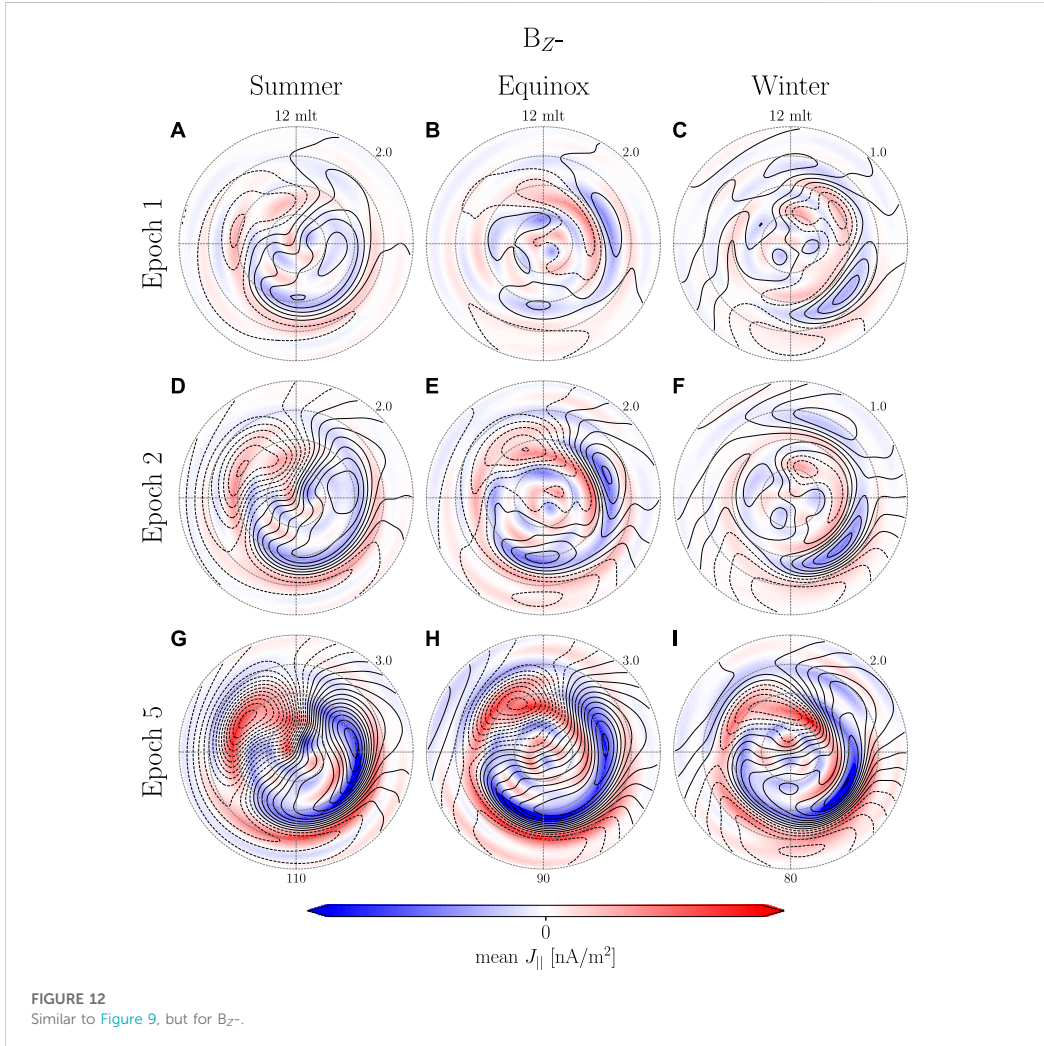 B_Z-
Summer Equinox Winter
A 12 mlt B 12 mlt C 12 mlt
2.0 2.0 1.0
Epoch 1
D E F
2.0 2.0 1.0
Epoch 2
G H I
3.0 3.0 2.0
Epoch 5
110 90 80
0
mean J_{||} [nA/m²]
FIGURE 12
Similar to Figure 9, but for B_Z-.